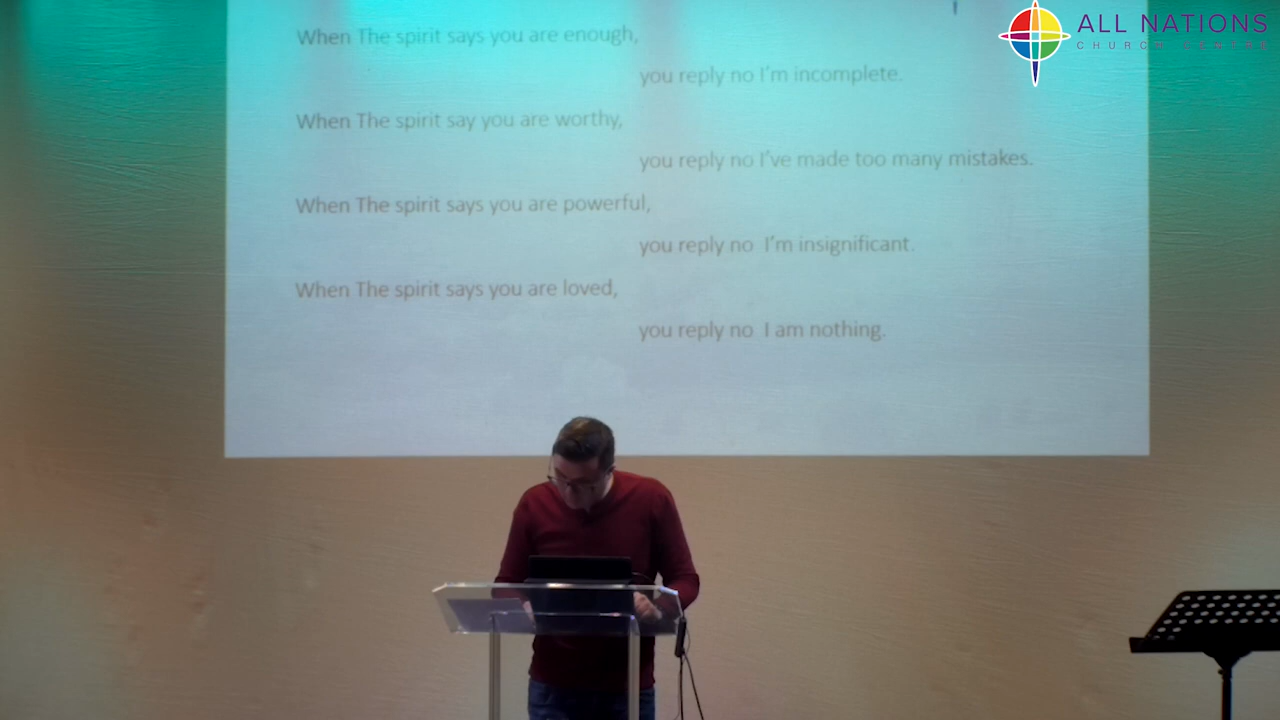 When The spirit says you are enough,
you reply no I'm incomplete.
When The spirit say you are worthy,
you reply no I've made too many mistakes.
When The spirit says you are powerful,
you reply no I'm insignificant.
When The spirit says you are loved,
you reply no I am nothing.
ALL NATIONS
CHURCH CENTRE